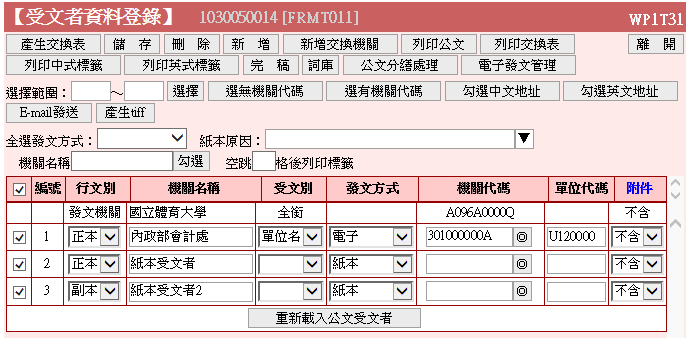 【受文者資料登錄】 1030050014 [FRMT011] WP1T31
產生交換表 儲 存 刪 除 新 增 新增交換機關 列印公文 列印交換表 離 開
列印中式標籤 列印英式標籤 完 稿 詞庫 公文分繕處理 電子發文管理
選擇範圍： ～ 選擇 選無機關代碼 選有機關代碼 勾選中文地址 勾選英文地址
E-mail發送 產生tiff
全選發文方式： 紙本原因：
機關名稱 勾選 空跳 格後列印標籤
編號 行文別 機關名稱 受文別 發文方式 機關代碼 單位代碼 附件
發文機關 國立體育大學 全銜 A096A0000Q 不含
1 正本 內政部會計處 單位名 電子 301000000A ◎ U120000 不含
2 正本 紙本受文者 紙本 ◎ 不含
3 副本 紙本受文者2 紙本 ◎ 不含
重新載入公文受文者